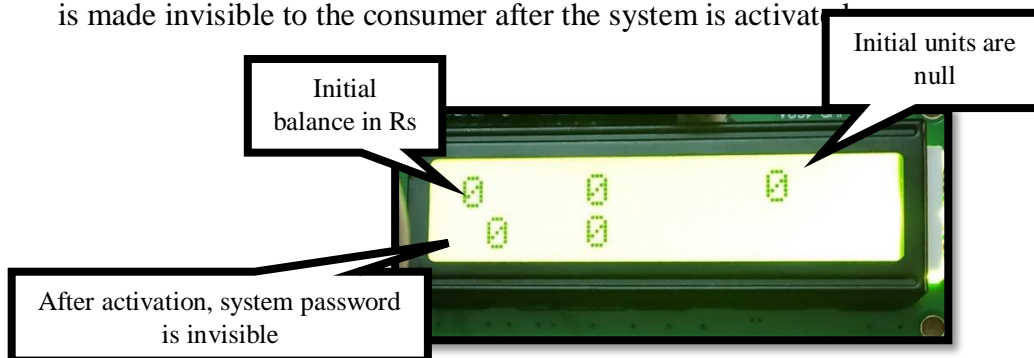 is made invisible to the consumer after the system is
Initial units are
null
Initial
balance in Rs
0 0 0
0 0
After activation, system password
is invisible